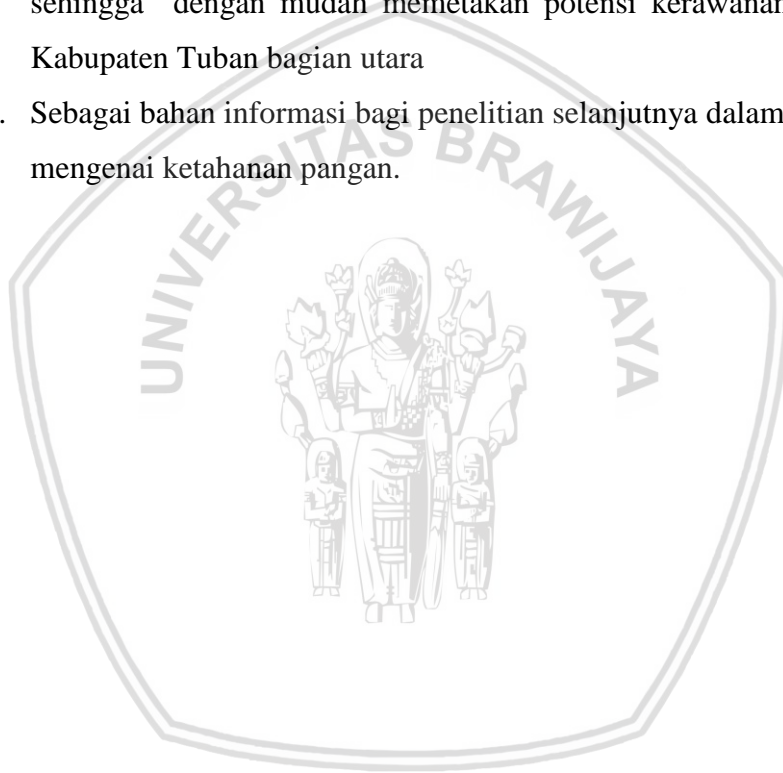 sehingga dengan mudah memetakan potensi kerawanan
Kabupaten Tuban bagian utara
. Sebagai bahan informasi bagi penelitian selanjutnya dalam
mengenai ketahanan pangan.
UNIVERSITAS BRAWIJAYA